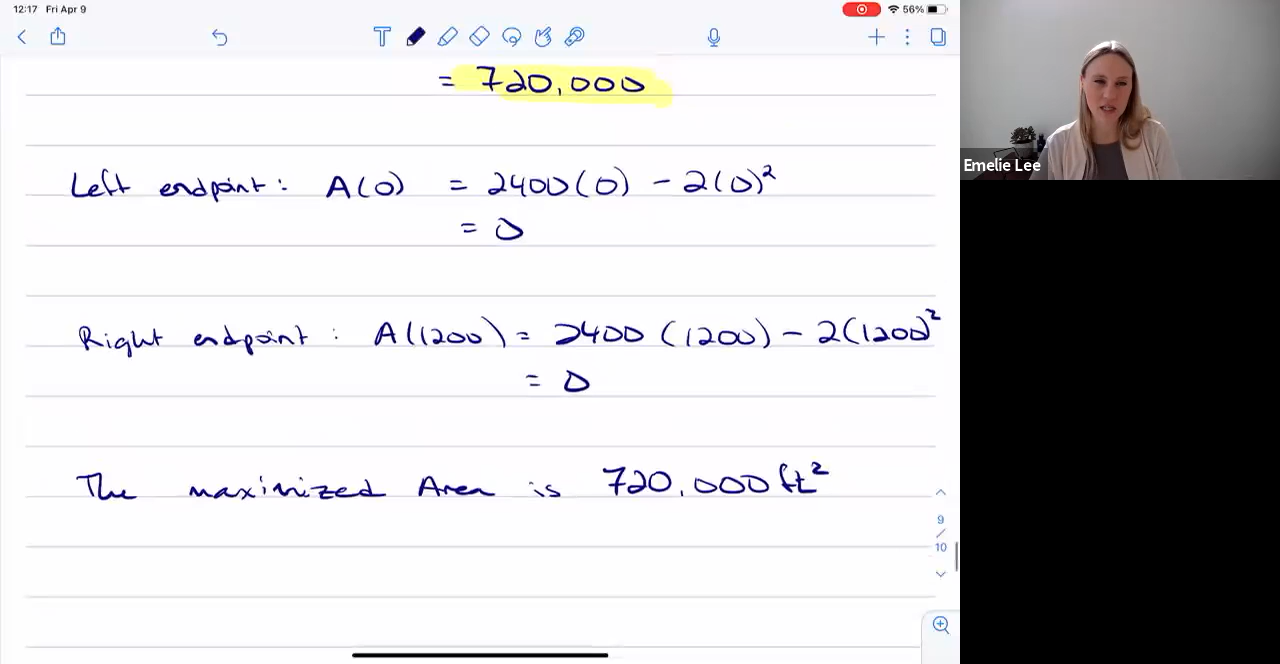 12:17 Fri Apr 9
56%
= 720,000
Left endpoint: A(0) = 2400(0) - 2(0)²
= 0
Emelie Lee
Right endpoint : A(1200) = 2400 (1200) - 2(1200)²
= 0
The maximized Area is 720,000 ft²
9
/
10